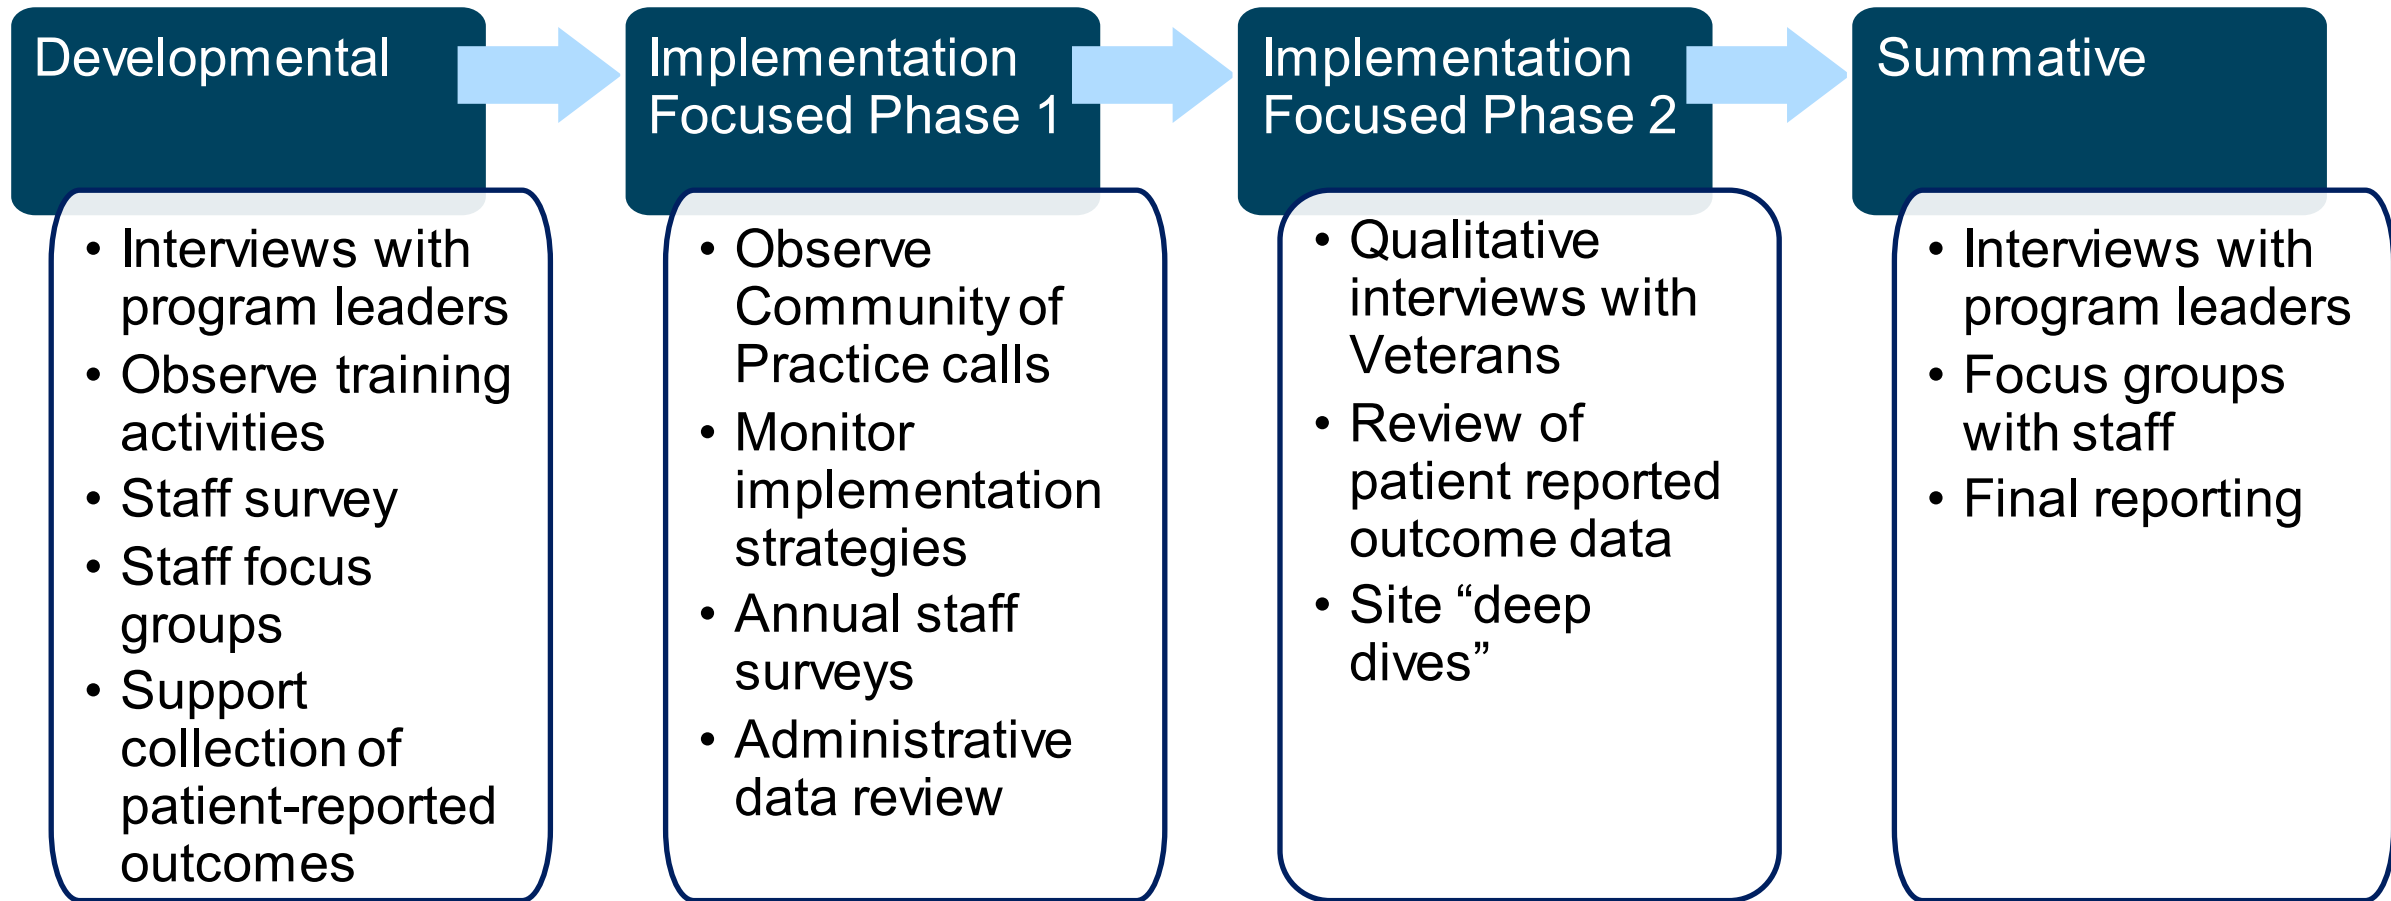 Developmental
• Interviews with
program leaders
• Observe training
activities
• Staff survey
• Staff focus
groups
• Support
collection of
patient-reported
outcomes
Implementation
Focused Phase 1
• Observe
Community of
Practice calls
• Monitor
implementation
strategies
• Annual staff
surveys
• Administrative
data review
Implementation
Focused Phase 2
• Qualitative
interviews with
Veterans
• Review of
patient reported
outcome data
• Site “deep
dives”
Summative
• Interviews with
program leaders
• Focus groups
with staff
• Final reporting